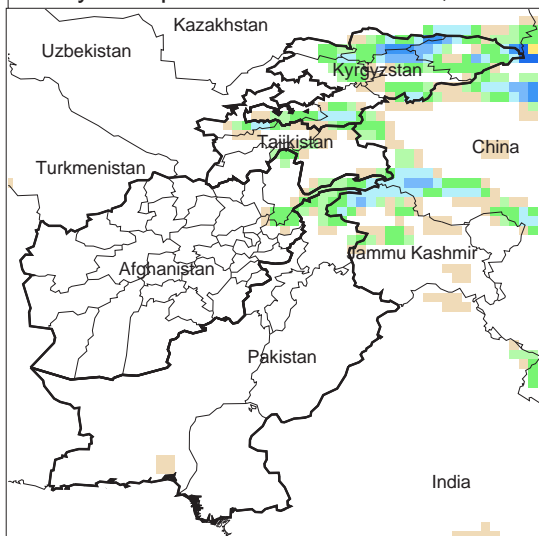 Kazakhstan
Uzbekistan
Kyrgyzstan
Tajikistan
China
Turkmenistan
Jammu Kashmir
Afghanistan
Pakistan
India